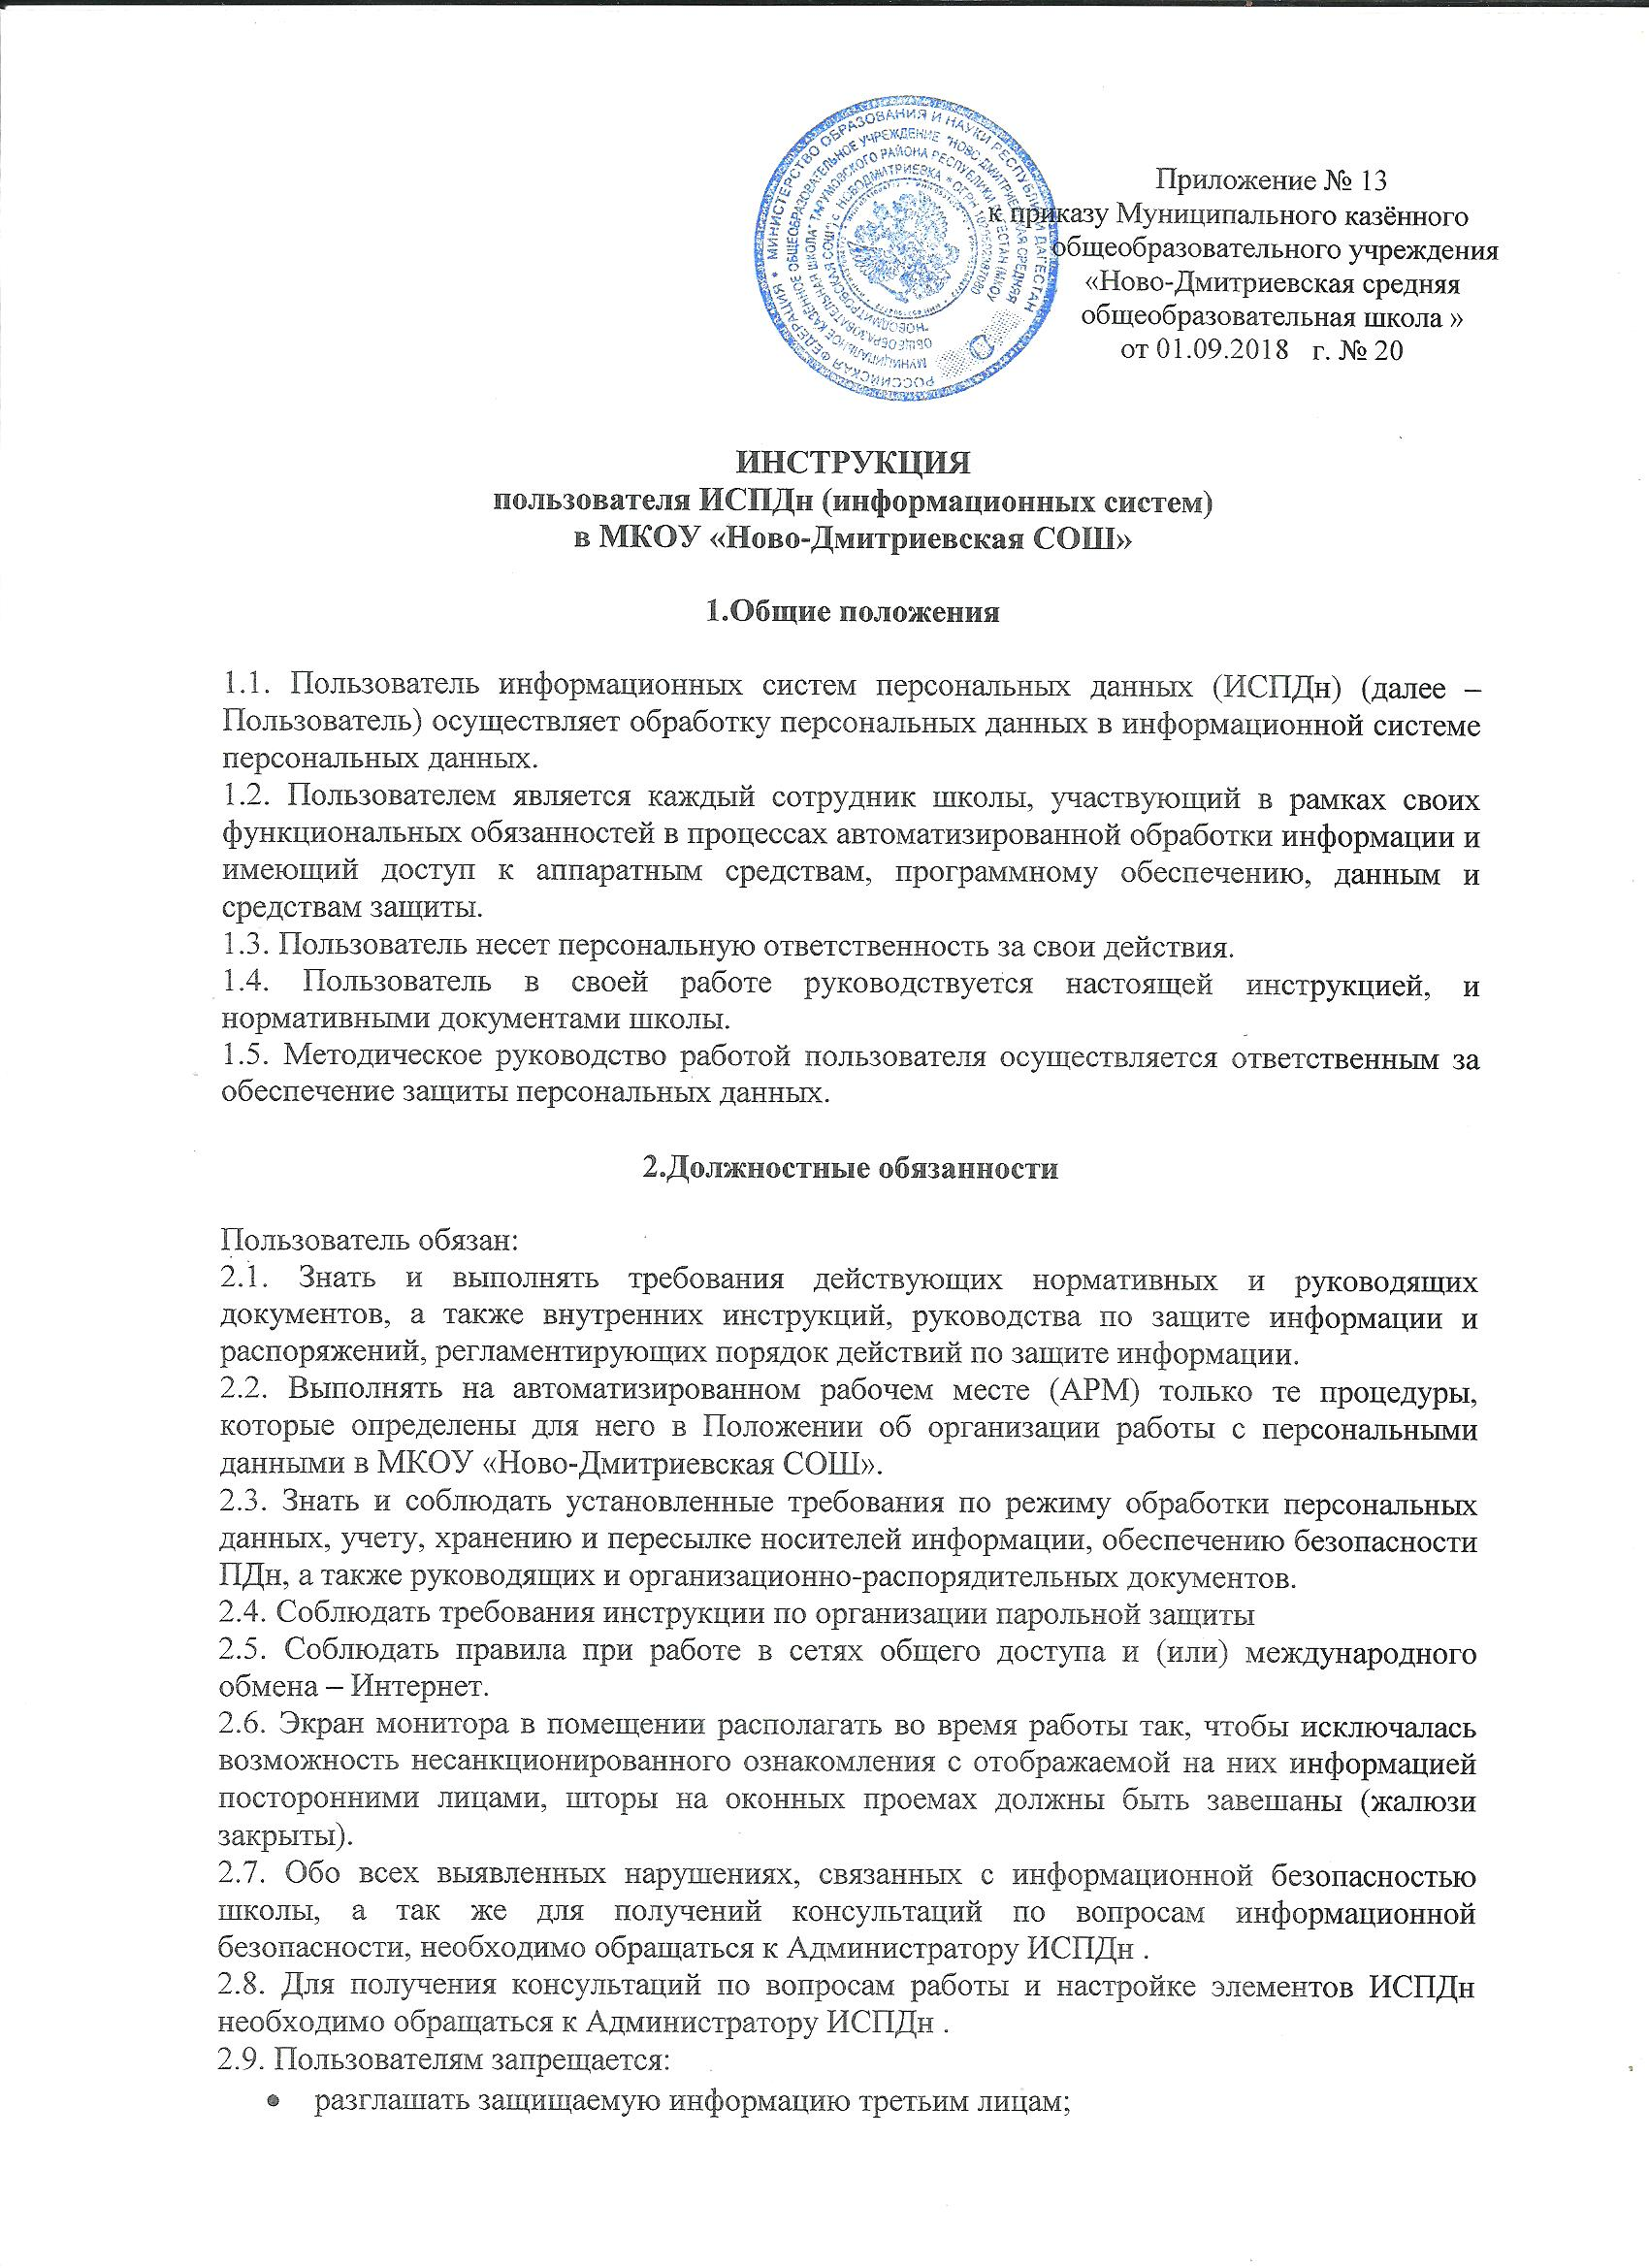 МИНИСТЕРСТВО ОБРАЗОВАНИЯ И НАУКИ РЕСПУБЛИКИ ДАГЕСТАН
РОССИЙСКАЯ ФЕДЕРАЦИЯ
Приложение № 13
к приказу Муниципального казённого
общеобразовательного учреждения
«Ново-Дмитриевская средняя
общеобразовательная школа »
от 01.09.2018 г. № 20
ИНСТРУКЦИЯ
пользователя ИСПДн (информационных систем)
в МКОУ «Ново-Дмитриевская СОШ»
1.Общие положения
1.1. Пользователь информационных систем персональных данных (ИСПДн) (далее –
Пользователь) осуществляет обработку персональных данных в информационной системе
персональных данных.
1.2. Пользователем является каждый сотрудник школы, участвующий в рамках своих
функциональных обязанностей в процессах автоматизированной обработки информации и
имеющий доступ к аппаратным средствам, программному обеспечению, данным и
средствам защиты.
1.3. Пользователь несет персональную ответственность за свои действия.
1.4. Пользователь в своей работе руководствуется настоящей инструкцией, и
нормативными документами школы.
1.5. Методическое руководство работой пользователя осуществляется ответственным за
обеспечение защиты персональных данных.
2.Должностные обязанности
Пользователь обязан:
2.1. Знать и выполнять требования действующих нормативных и руководящих
документов, а также внутренних инструкций, руководства по защите информации и
распоряжений, регламентирующих порядок действий по защите информации.
2.2. Выполнять на автоматизированном рабочем месте (АРМ) только те процедуры,
которые определены для него в Положении об организации работы с персональными
данными в МКОУ «Ново-Дмитриевская СОШ».
2.3. Знать и соблюдать установленные требования по режиму обработки персональных
данных, учету, хранению и пересылке носителей информации, обеспечению безопасности
ПДн, а также руководящих и организационно-распорядительных документов.
2.4. Соблюдать требования инструкции по организации парольной защиты
2.5. Соблюдать правила при работе в сетях общего доступа и (или) международного
обмена – Интернет.
2.6. Экран монитора в помещении располагать во время работы так, чтобы исключалась
возможность несанкционированного ознакомления с отображаемой на них информацией
посторонними лицами, шторы на оконных проемах должны быть завешаны (жалюзи
закрыты).
2.7. Обо всех выявленных нарушениях, связанных с информационной безопасностью
школы, а так же для получений консультаций по вопросам информационной
безопасности, необходимо обращаться к Администратору ИСПДн .
2.8. Для получения консультаций по вопросам работы и настройке элементов ИСПДн
необходимо обращаться к Администратору ИСПДн .
2.9. Пользователям запрещается:
• разглашать защищаемую информацию третьим лицам;